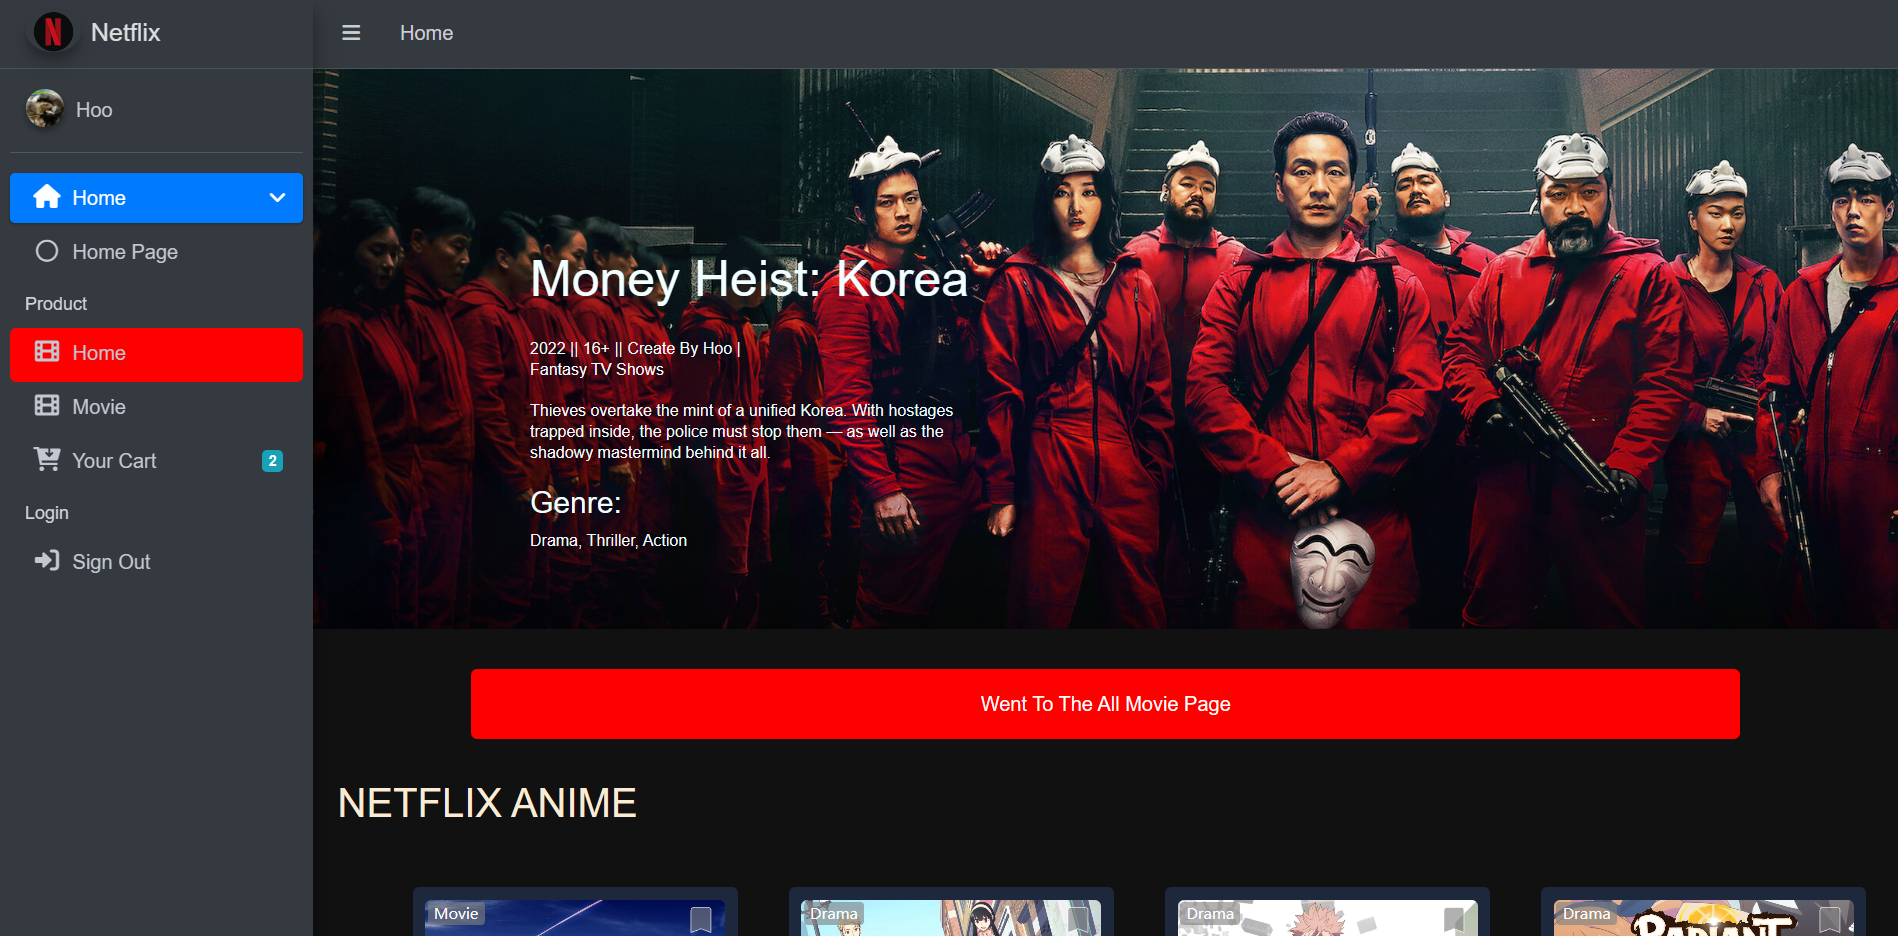 Netflix
Home
Hoo
Home
Home Page
Product
Home
Movie
Your Cart
2
Login
Sign Out
Money Heist: Korea
2022 || 16+ || Create By Hoo |
Fantasy TV Shows
Thieves overtake the mint of a unified Korea. With hostages
trapped inside, the police must stop them — as well as the
shadowy mastermind behind it all.
Genre:
Drama, Thriller, Action
Went To The All Movie Page
NETFLIX ANIME
Movie
Drama
Drama
Drama
RADIANT